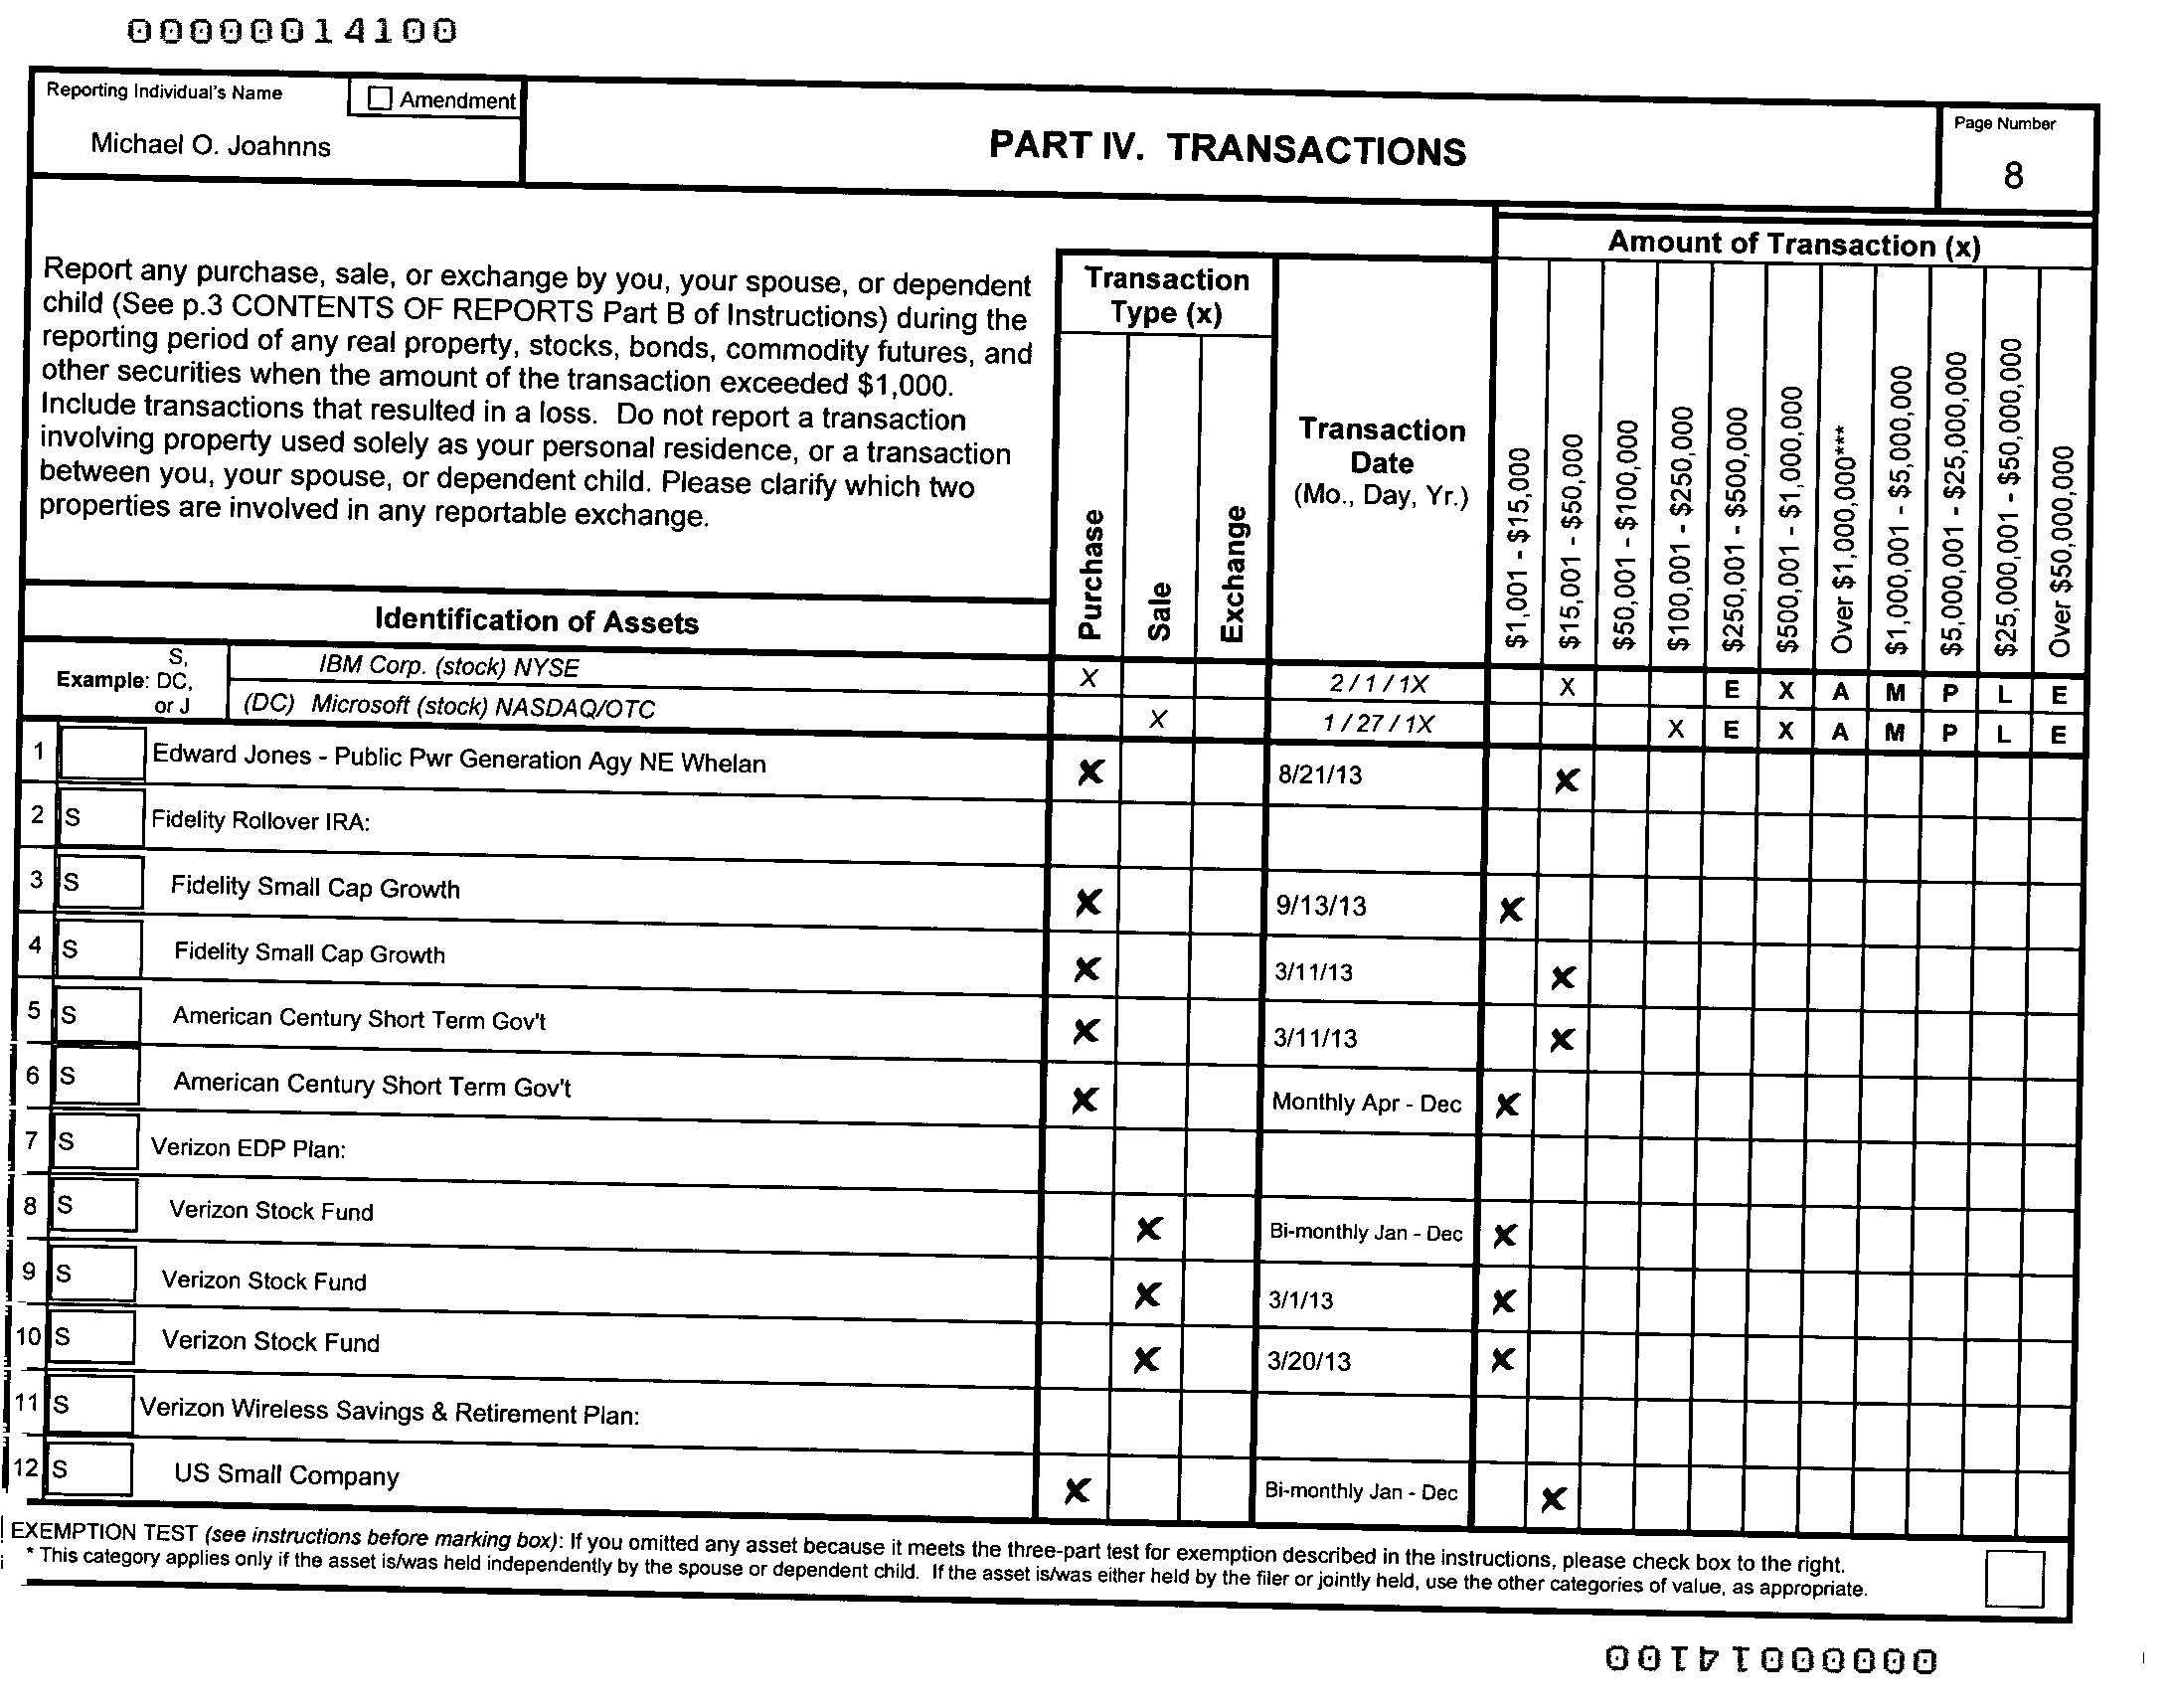 00000014100
Reporting Individual's Name
☐ Amendment
Michael O. Joahnns
PART IV. TRANSACTIONS
Page Number
8
Report any purchase, sale, or exchange by you, your spouse, or dependent
child (See p.3 CONTENTS OF REPORTS Part B of Instructions) during the
reporting period of any real property, stocks, bonds, commodity futures, and
other securities when the amount of the transaction exceeded $1,000.
Include transactions that resulted in a loss. Do not report a transaction
involving property used solely as your personal residence, or a transaction
between you, your spouse, or dependent child. Please clarify which two
properties are involved in any reportable exchange.
Transaction
Type (x)
Purchase
Sale
Exchange
Transaction
Date
(Mo., Day, Yr.)
Amount of Transaction (x)
$1,001 - $15,000
$15,001 - $50,000
$50,001 - $100,000
$100,001 - $250,000
$250,001 - $500,000
$500,001 - $1,000,000
Over $1,000,000***
$1,000,001 - $5,000,000
$5,000,001 - $25,000,000
$25,000,001 - $50,000,000
Over $50,000,000
Identification of Assets
S,
Example: DC,
or J
IBM Corp. (stock) NYSE X 2 / 1 / 1X X E X A M P L E
(DC) Microsoft (stock) NASDAQ/OTC X 1 / 27 / 1X X E X A M P L E
1 Edward Jones - Public Pwr Generation Agy NE Whelan X 8/21/13 X
2 S Fidelity Rollover IRA:
3 S Fidelity Small Cap Growth X 9/13/13 X
4 S Fidelity Small Cap Growth X 3/11/13 X
5 S American Century Short Term Gov't X 3/11/13 X
6 S American Century Short Term Gov't X Monthly Apr - Dec X
7 S Verizon EDP Plan:
8 S Verizon Stock Fund X Bi-monthly Jan - Dec X
9 S Verizon Stock Fund X 3/1/13 X
10 S Verizon Stock Fund X 3/20/13 X
11 S Verizon Wireless Savings & Retirement Plan:
12 S US Small Company X Bi-monthly Jan - Dec X
EXEMPTION TEST (see instructions before marking box): If you omitted any asset because it meets the three-part test for exemption described in the instructions, please check box to the right.
* This category applies only if the asset is/was held independently by the spouse or dependent child. If the asset is/was either held by the filer or jointly held, use the other categories of value, as appropriate.
00000014100